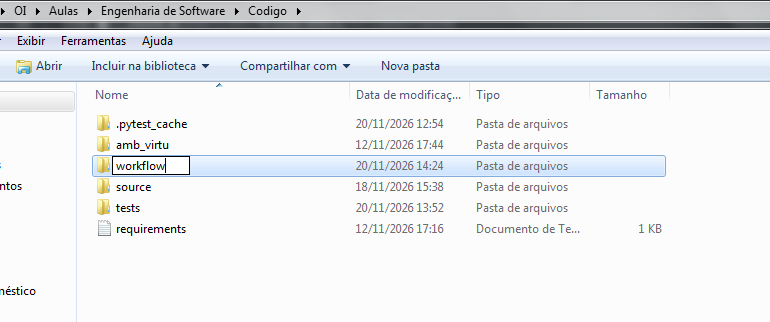 OI ▸ Aulas ▸ Engenharia de Software ▸ Codigo ▸
Exibir Ferramentas Ajuda
Abrir Incluir na biblioteca Compartilhar com Nova pasta
Nome Data de modificaç... Tipo Tamanho
.pytest_cache 20/11/2026 12:54 Pasta de arquivos
amb_virtu 12/11/2026 17:44 Pasta de arquivos
workflow 20/11/2026 14:24 Pasta de arquivos
source 18/11/2026 15:38 Pasta de arquivos
tests 20/11/2026 13:52 Pasta de arquivos
ntos
requirements 12/11/2026 17:16 Documento de Te... 1 KB
méstico